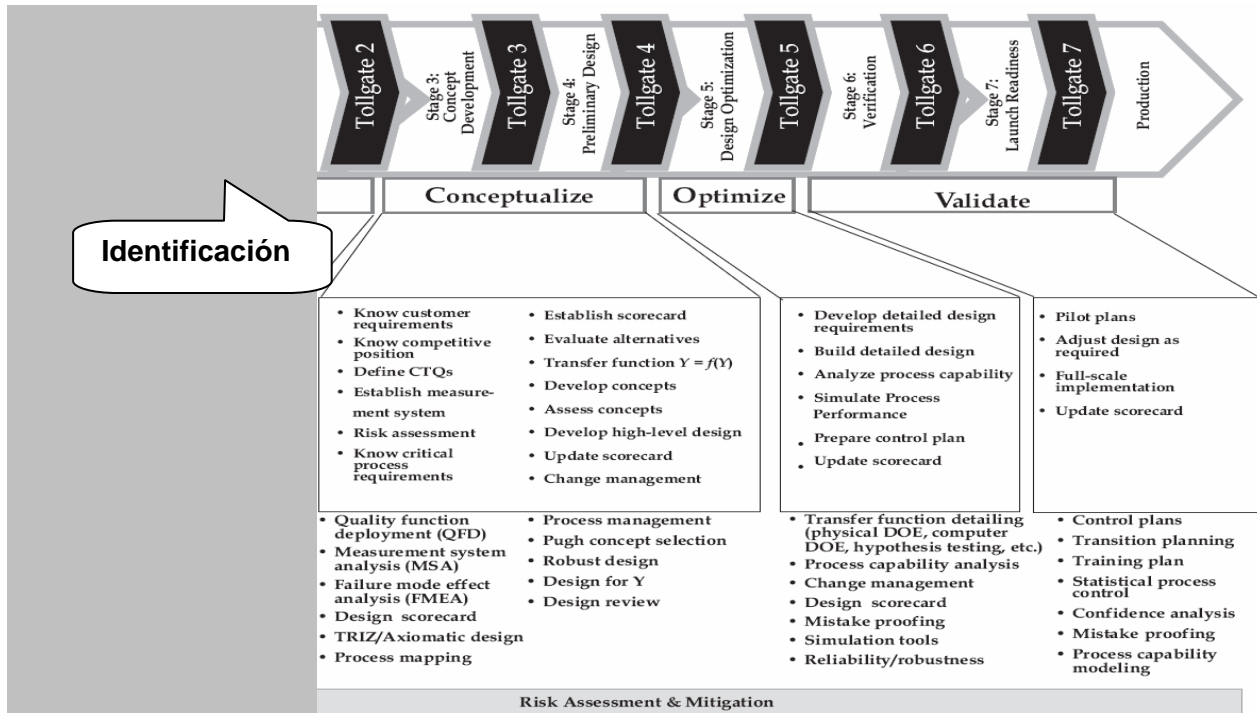 Tollgate 2
Stage 3:
Concept
Development
Tollgate 3
Stage 4:
Preliminary Design
Tollgate 4
Stage 5:
Design Optimization
Tollgate 5
Stage 6:
Verification
Tollgate 6
Stage 7:
Launch Readiness
Tollgate 7
Production
Conceptualize
Optimize
Validate
Identificación
• Know customer
requirements
• Know competitive
position
• Define CTQs
• Establish measure-
ment system
• Risk assessment
• Know critical
process
requirements
• Establish scorecard
• Evaluate alternatives
• Transfer function Y = f(Y)
• Develop concepts
• Assess concepts
• Develop high-level design
• Update scorecard
• Change management
• Develop detailed design
requirements
• Build detailed design
• Analyze process capability
• Simulate Process
Performance
• Prepare control plan
• Update scorecard
• Pilot plans
• Adjust design as
required
• Full-scale
implementation
• Update scorecard
• Quality function
deployment (QFD)
• Measurement system
analysis (MSA)
• Failure mode effect
analysis (FMEA)
• Design scorecard
• TRIZ/Axiomatic design
• Process mapping
• Process management
• Pugh concept selection
• Robust design
• Design for Y
• Design review
• Transfer function detailing
(physical DOE, computer
DOE, hypothesis testing, etc.)
• Process capability analysis
• Change management
• Design scorecard
• Mistake proofing
• Simulation tools
• Reliability/robustness
• Control plans
• Transition planning
• Training plan
• Statistical process
control
• Confidence analysis
• Mistake proofing
• Process capability
modeling
Risk Assessment & Mitigation